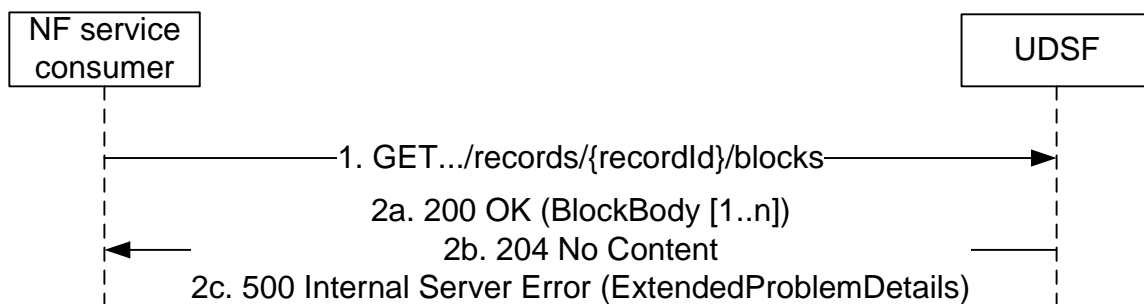 NF service
consumer
UDSF
1. GET.../records/{recordId}/blocks
2a. 200 OK (BlockBody [1..n])
2b. 204 No Content
2c. 500 Internal Server Error (ExtendedProblemDetails)